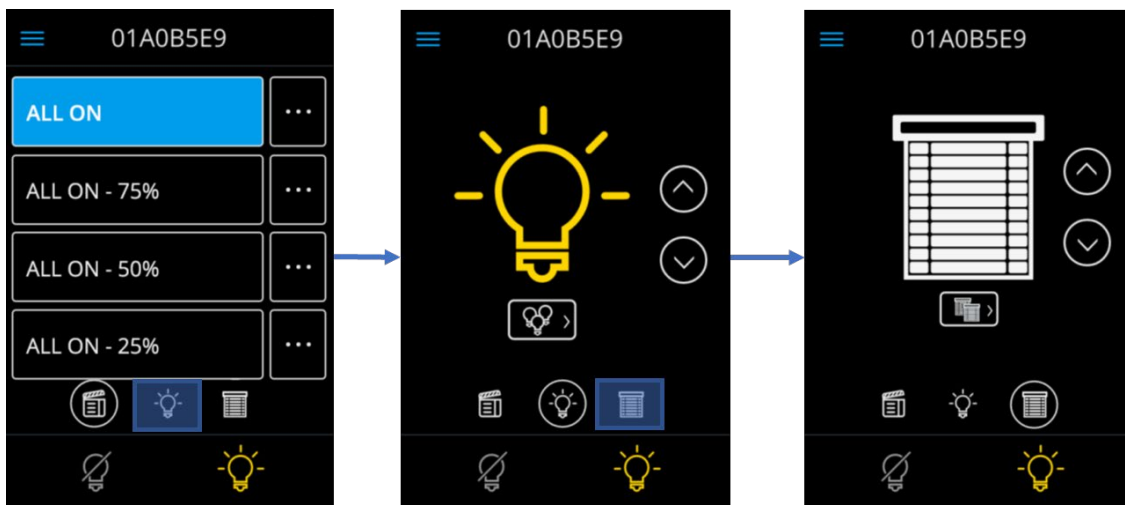 01A0B5E9
ALL ON
ALL ON - 75%
ALL ON - 50%
ALL ON - 25%
01A0B5E9
01A0B5E9